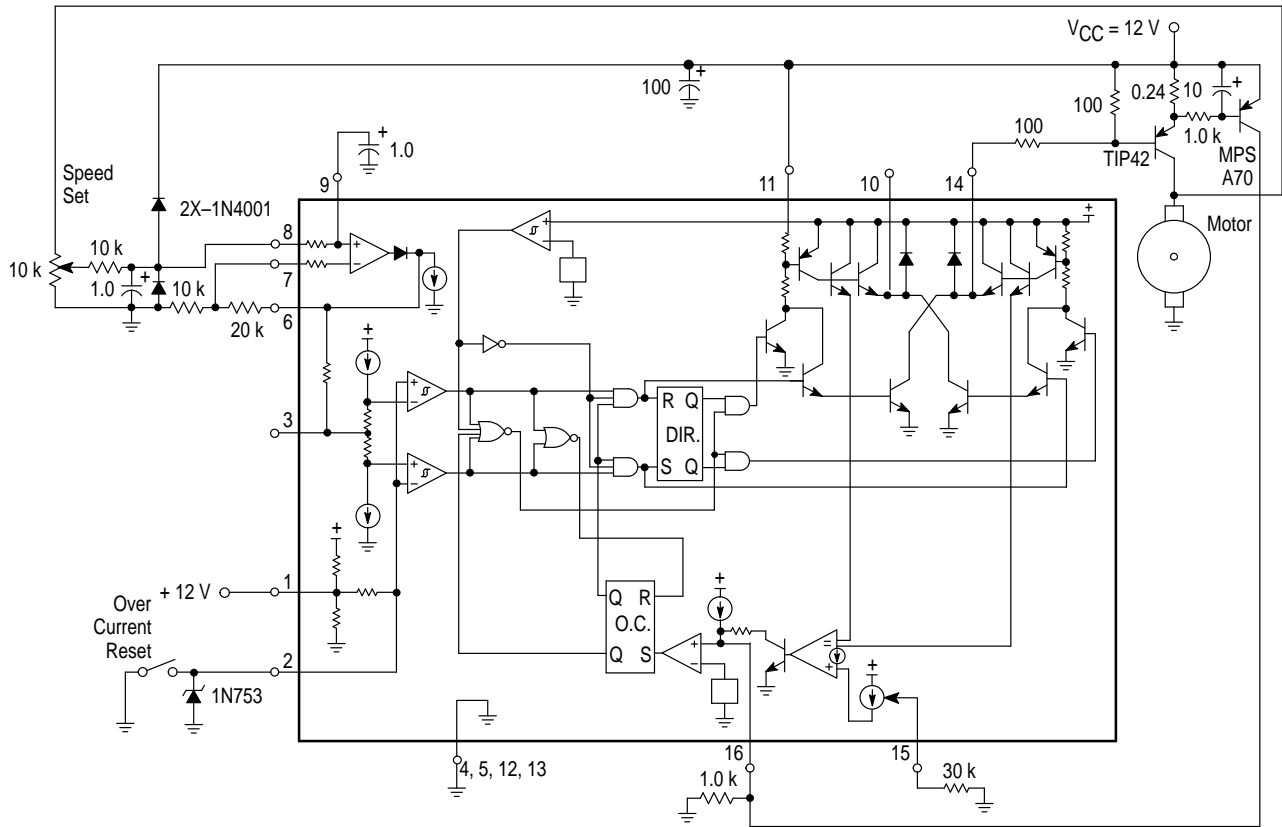 VCC = 12 V
100
+
0.24
10
+
100
1.0 k
100
TIP42
MPS
A70
+
1.0
Speed
Set
9
11
10
14
2X–1N4001
+
Motor
8
10 k
+
–
+
–
10 k
+
7
1.0
10 k
6
20 k
+
+
–
3
R Q
DIR.
S Q
+
–
+
+ 12 V
1
Q R
O.C.
Q S
+
Over
Current
Reset
+
–
=
=
+
+
2
1N753
16
15
4, 5, 12, 13
1.0 k
30 k